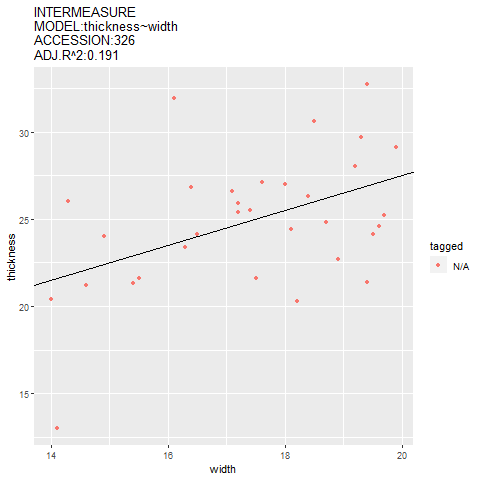 INTERMEASURE
MODEL:thickness~width
ACCESSION:326
ADJ.R^2:0.191
30
25
20
15
thickness
14
16
18
20
width
tagged
N/A